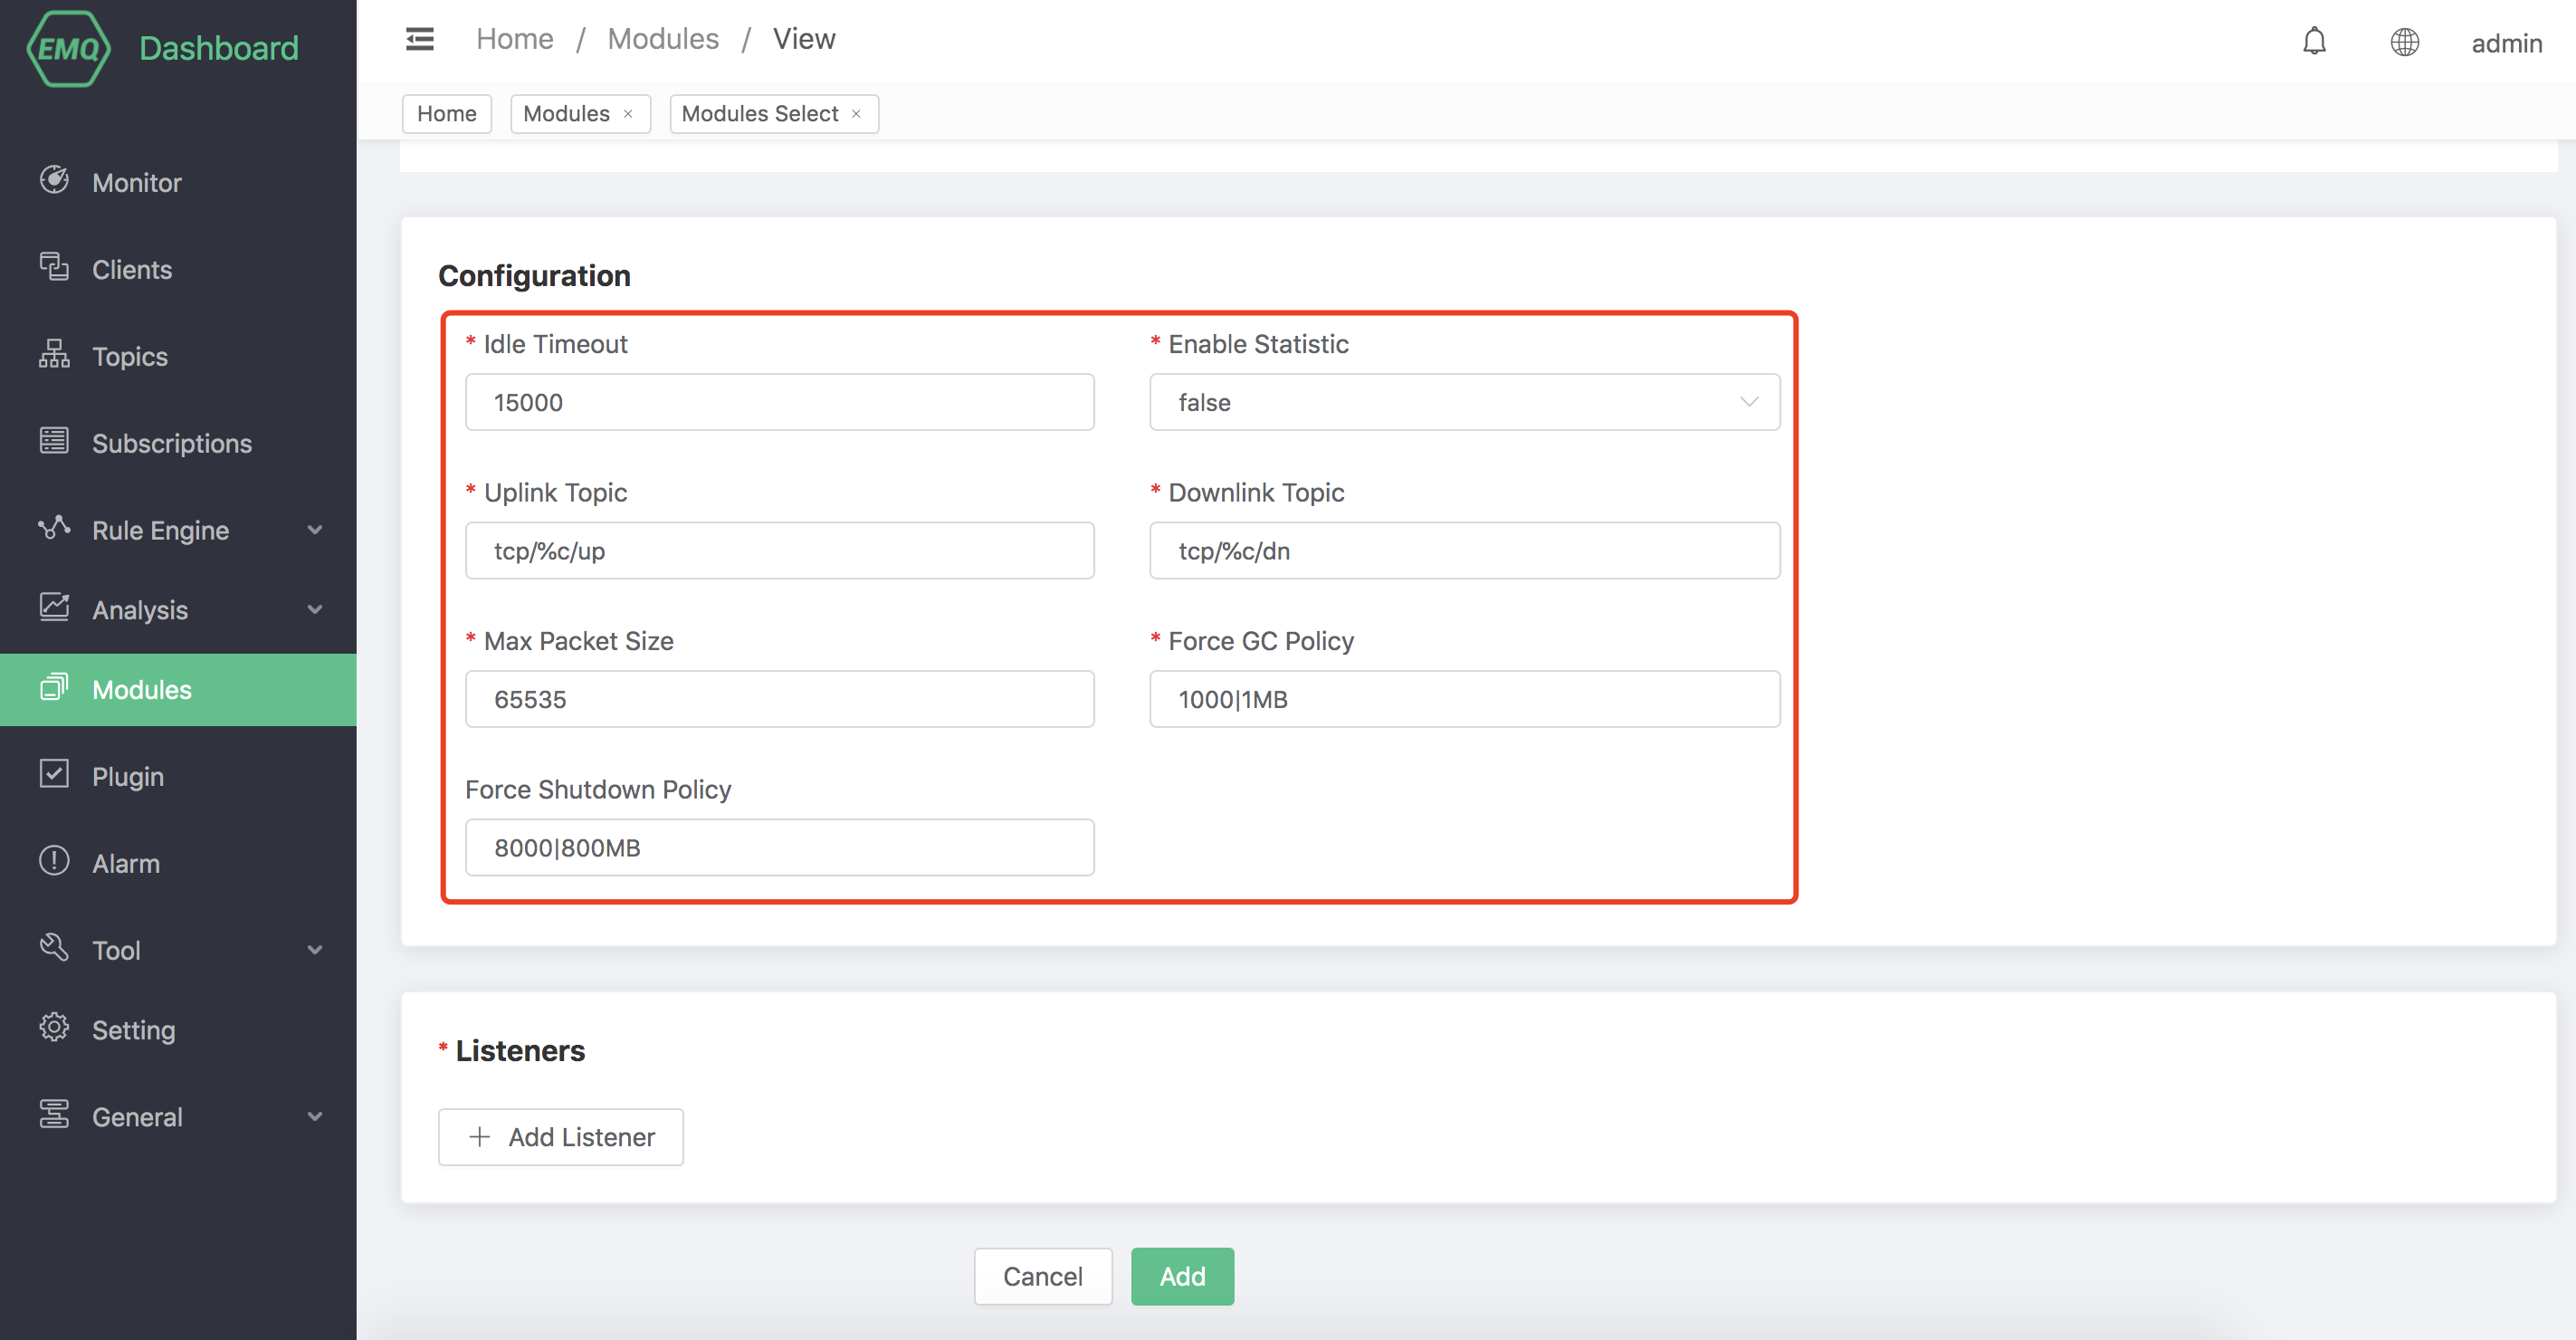 EMQ Dashboard
Home / Modules / View
admin
Home
Modules ×
Modules Select ×
Monitor
Clients
Topics
Subscriptions
Rule Engine
Analysis
Modules
Plugin
Alarm
Tool
Setting
General
Configuration
* Idle Timeout
15000
* Enable Statistic
false
* Uplink Topic
tcp/%c/up
* Downlink Topic
tcp/%c/dn
* Max Packet Size
65535
* Force GC Policy
1000|1MB
Force Shutdown Policy
8000|800MB
* Listeners
+ Add Listener
Cancel
Add